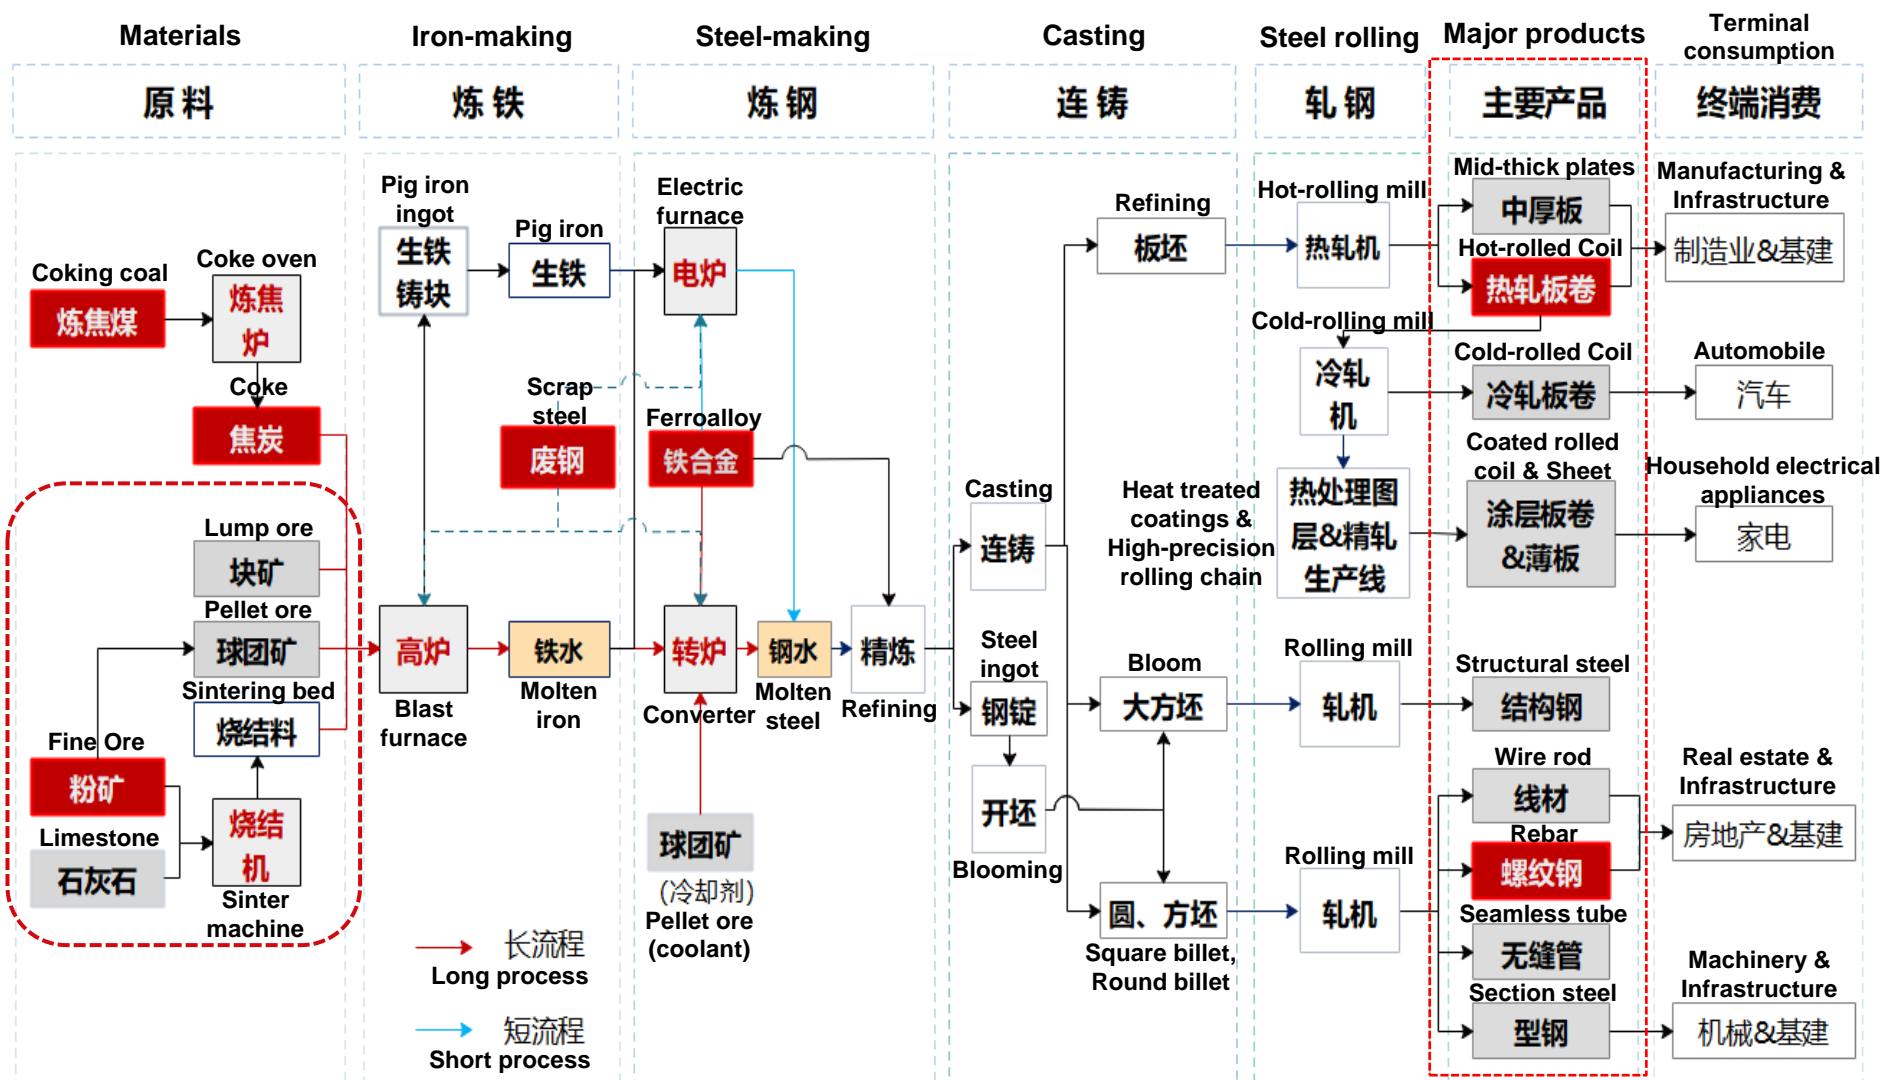 Materials
原料
Iron-making
炼铁
Steel-making
炼钢
Casting
连铸
Steel rolling
轧钢
Major products
主要产品
Terminal
consumption
终端消费
Coking coal
炼焦煤
Coke oven
炼焦
炉
Coke
焦炭
Lump ore
块矿
Pellet ore
球团矿
Sintering bed
烧结料
Fine Ore
粉矿
Limestone
石灰石
烧结
机
Sinter
machine
Pig iron
ingot
生铁
铸块
Pig iron
生铁
Scrap
steel
废钢
高炉
Blast
furnace
铁水
Molten
iron
长流程
Long process
短流程
Short process
Electric
furnace
电炉
Ferroalloy
铁合金
转炉
Converter
钢水
Molten
steel
精炼
Refining
球团矿
(冷却剂)
Pellet ore
(coolant)
Casting
连铸
Steel
ingot
钢锭
开坯
Blooming
Refining
板坯
Bloom
大方坯
圆、方坯
Square billet,
Round billet
Hot-rolling mill
热轧机
Cold-rolling mill
冷轧
机
Heat treated
coatings &
High-precision
rolling chain
热处理图
层&精轧
生产线
Rolling mill
轧机
Rolling mill
轧机
Mid-thick plates
中厚板
Hot-rolled Coil
热轧板卷
Cold-rolled Coil
冷轧板卷
Coated rolled
coil & Sheet
涂层板卷
&薄板
Structural steel
结构钢
Wire rod
线材
Rebar
螺纹钢
Seamless tube
无缝管
Section steel
型钢
Manufacturing &
Infrastructure
制造业&基建
Automobile
汽车
Household electrical
appliances
家电
Real estate &
Infrastructure
房地产&基建
Machinery &
Infrastructure
机械&基建